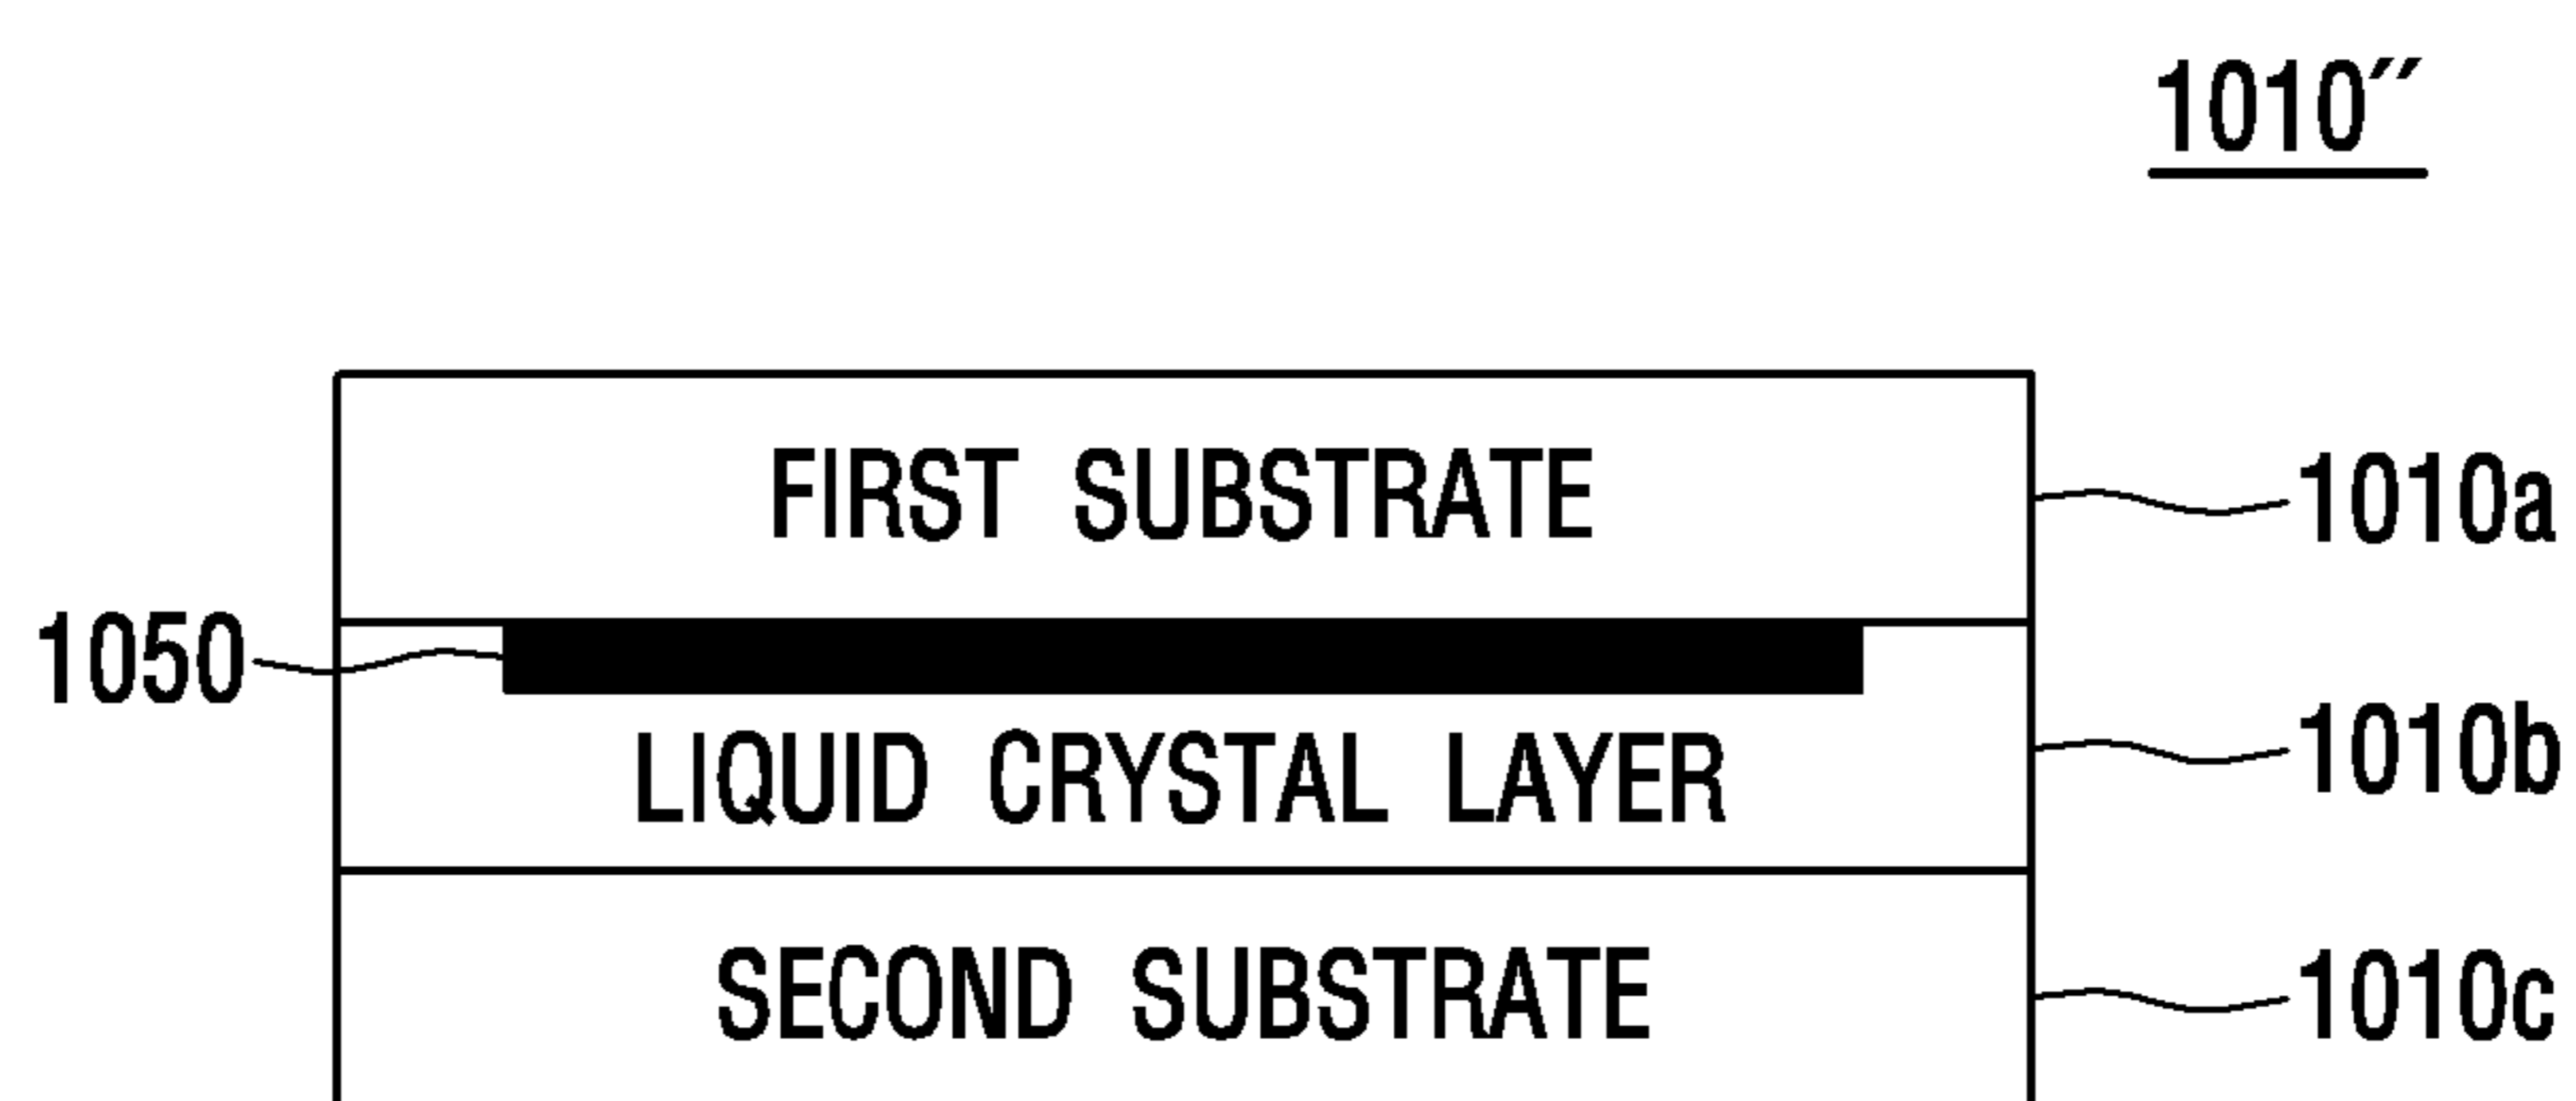 1010″
FIRST SUBSTRATE
1010a
1050
LIQUID CRYSTAL LAYER
1010b
SECOND SUBSTRATE
1010c